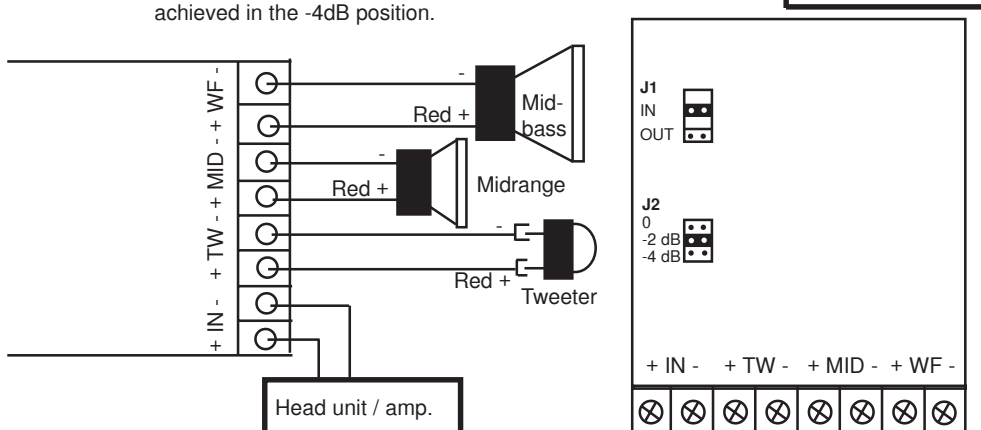 achieved in the -4dB position.
+ WF -
+ MID -
+ TW -
+ IN -
-
Red +
Mid-
bass
-
Red +
Midrange
-
Red +
Tweeter
Head unit / amp.
J1
IN
OUT
J2
0
-2 dB
-4 dB
+ IN - + TW - + MID - + WF -